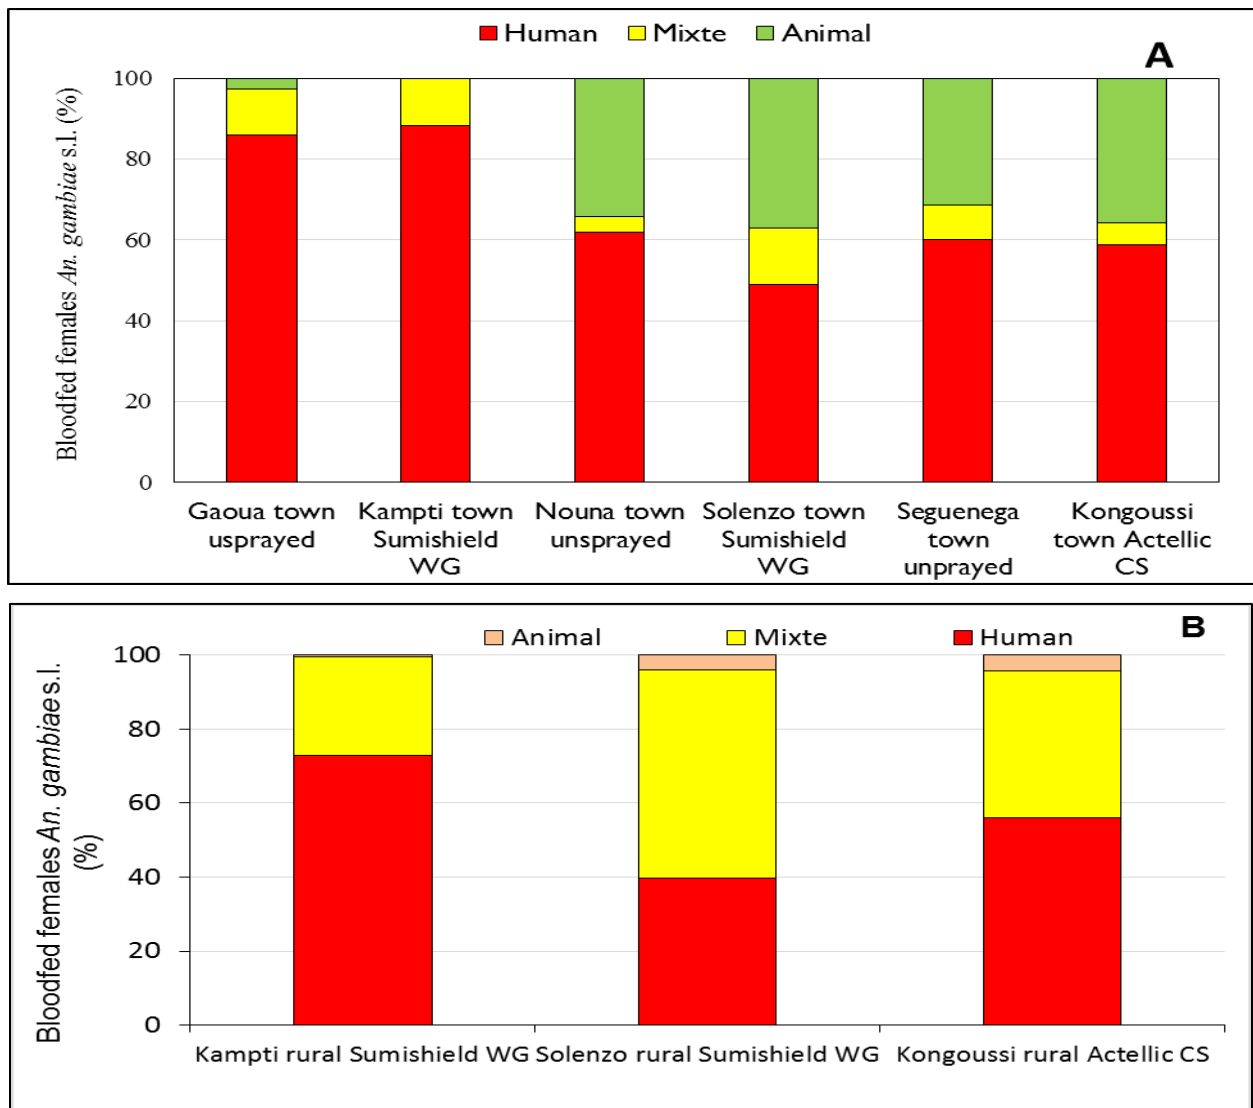 Human Mixte Animal
A
Bloodfed females An. gambiae s.l. (%)
100
80
60
40
20
0
Gaoua town usprayed
Kampti town Sumishield WG
Nouna town unsprayed
Solenzo town Sumishield WG
Seguenega town unprayed
Kongoussi town Actellic CS
B
Animal Mixte Human
Bloodfed females An. gambiae s.l.
(%)
100
80
60
40
20
0
Kampti rural Sumishield WG Solenzo rural Sumishield WG Kongoussi rural Actellic CS